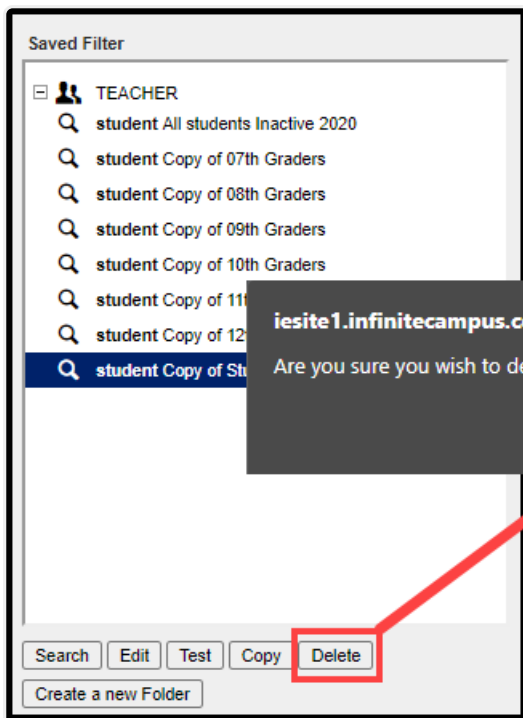 Saved Filter
TEACHER
student All students Inactive 2020
student Copy of 07th Graders
student Copy of 08th Graders
student Copy of 09th Graders
student Copy of 10th Graders
student Copy of
student Copy of
student Copy of
iesite1.infinitecampus.c
Are you sure you wish to
Search Edit Test Copy Delete
Create a new Folder